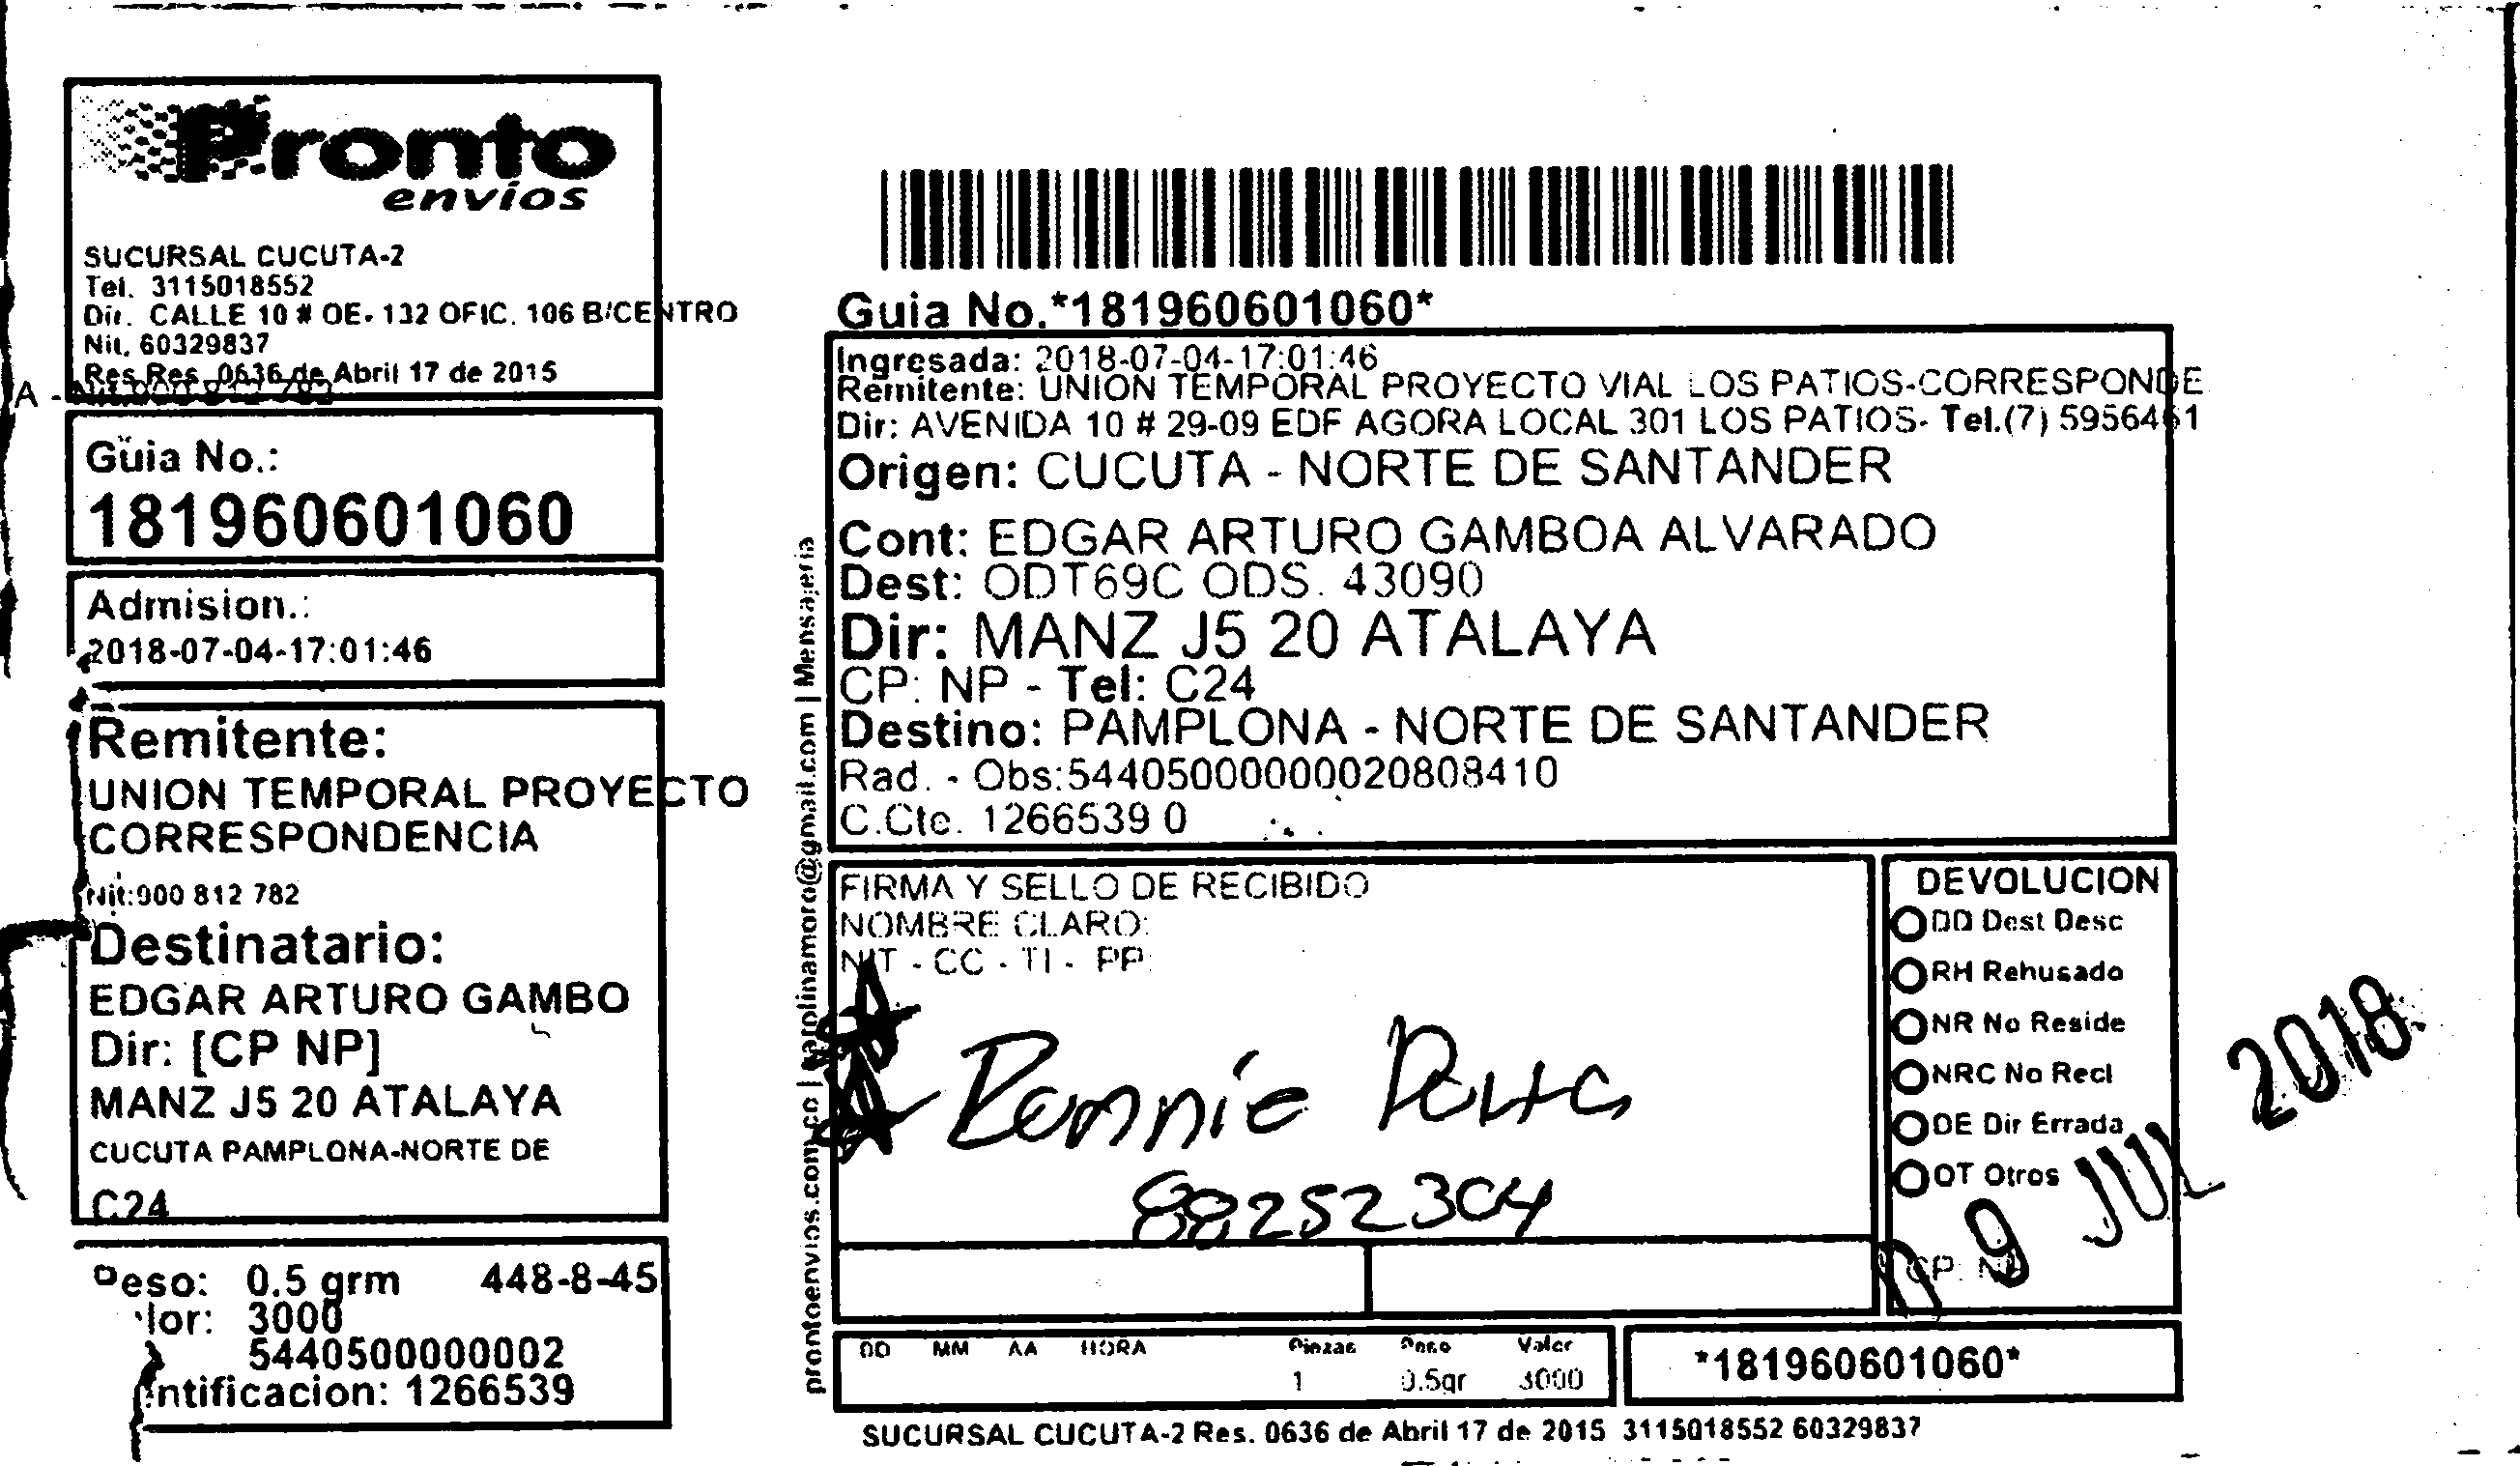 Pronto
envíos
SUCURSAL CUCUTA-2
Tel. 3115018552
Dir. CALLE 10 # OE- 132 OFIC. 106 B/CENTRO
Nit. 60329837
Res Res. 0636 de Abril 17 de 2015
Guia No.:
181960601060
Admision.:
2018-07-04-17:01:46
Remitente:
UNION TEMPORAL PROYECTO
CORRESPONDENCIA
Nit:900 812 782
Destinatario:
EDGAR ARTURO GAMBO
Dir: [CP NP]
MANZ J5 20 ATALAYA
CUCUTA PAMPLONA-NORTE DE
C24
Peso: 0.5 grm 448-8-45
lor: 3000
5440500000002
ntificacion: 1266539
Guia No.*181960601060*
Ingresada: 2018-07-04-17:01:46
Remitente: UNION TEMPORAL PROYECTO VIAL LOS PATIOS-CORRESPONDE
Dir: AVENIDA 10 # 29-09 EDF AGORA LOCAL 301 LOS PATIOS- Tel.(7) 5956461
Origen: CUCUTA - NORTE DE SANTANDER
Cont: EDGAR ARTURO GAMBOA ALVARADO
Dest: ODT69C ODS. 43090
Dir: MANZ J5 20 ATALAYA
CP: NP - Tel: C24
Destino: PAMPLONA - NORTE DE SANTANDER
Rad. - Obs:544050000000020808410
C.Cte. 1266539 0
FIRMA Y SELLO DE RECIBIDO
NOMBRE CLARO:
NIT - CC - TI - PP:
88252304
DEVOLUCION
DD Dest Desc
RH Rehusado
NR No Reside
NRC No Recl
DE Dir Errada
OT Otros
CP: NP
09 JUL 2018
DD MM AA HORA Piezas Peso Valor
1 0.5gr 3000
*181960601060*
SUCURSAL CUCUTA-2 Res. 0636 de Abril 17 de 2015 3115018552 60329837